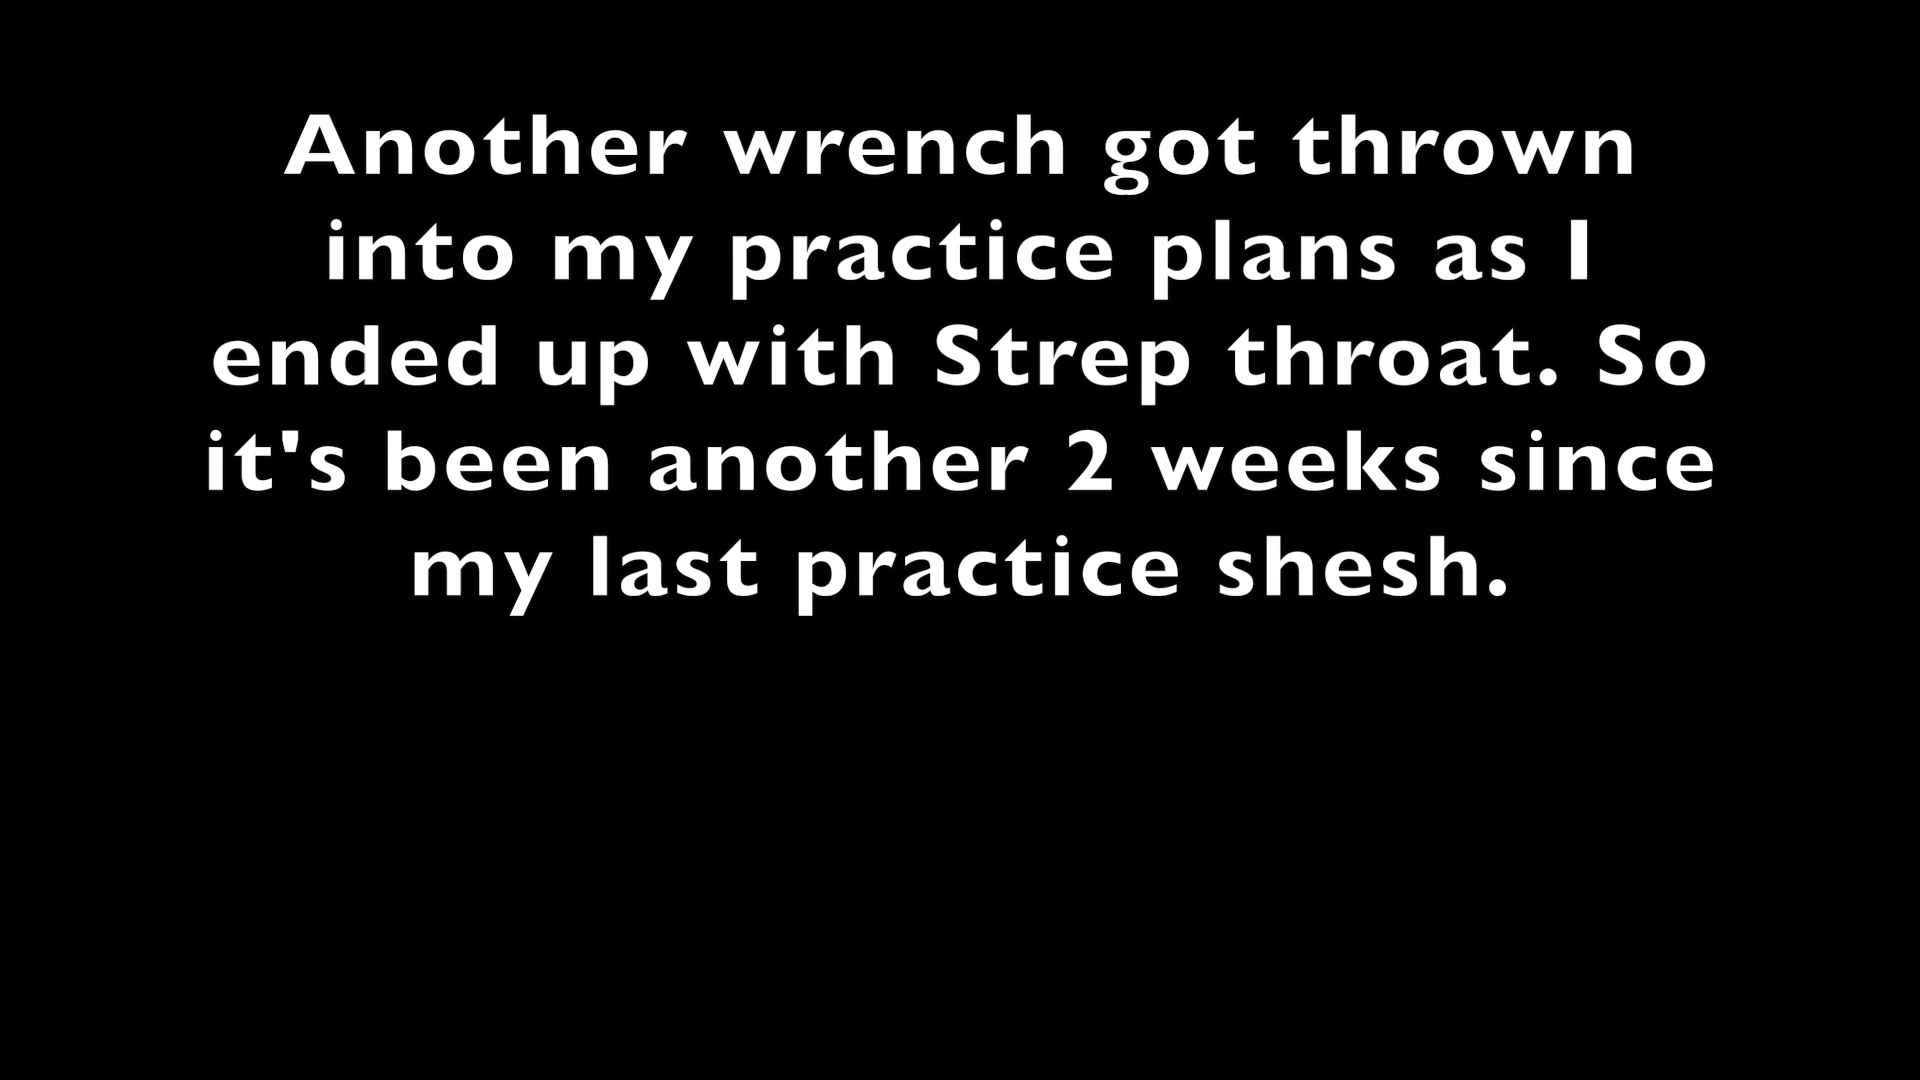 Another wrench got thrown
into my practice plans as I
ended up with Strep throat. So
it's been another 2 weeks since
my last practice shesh.